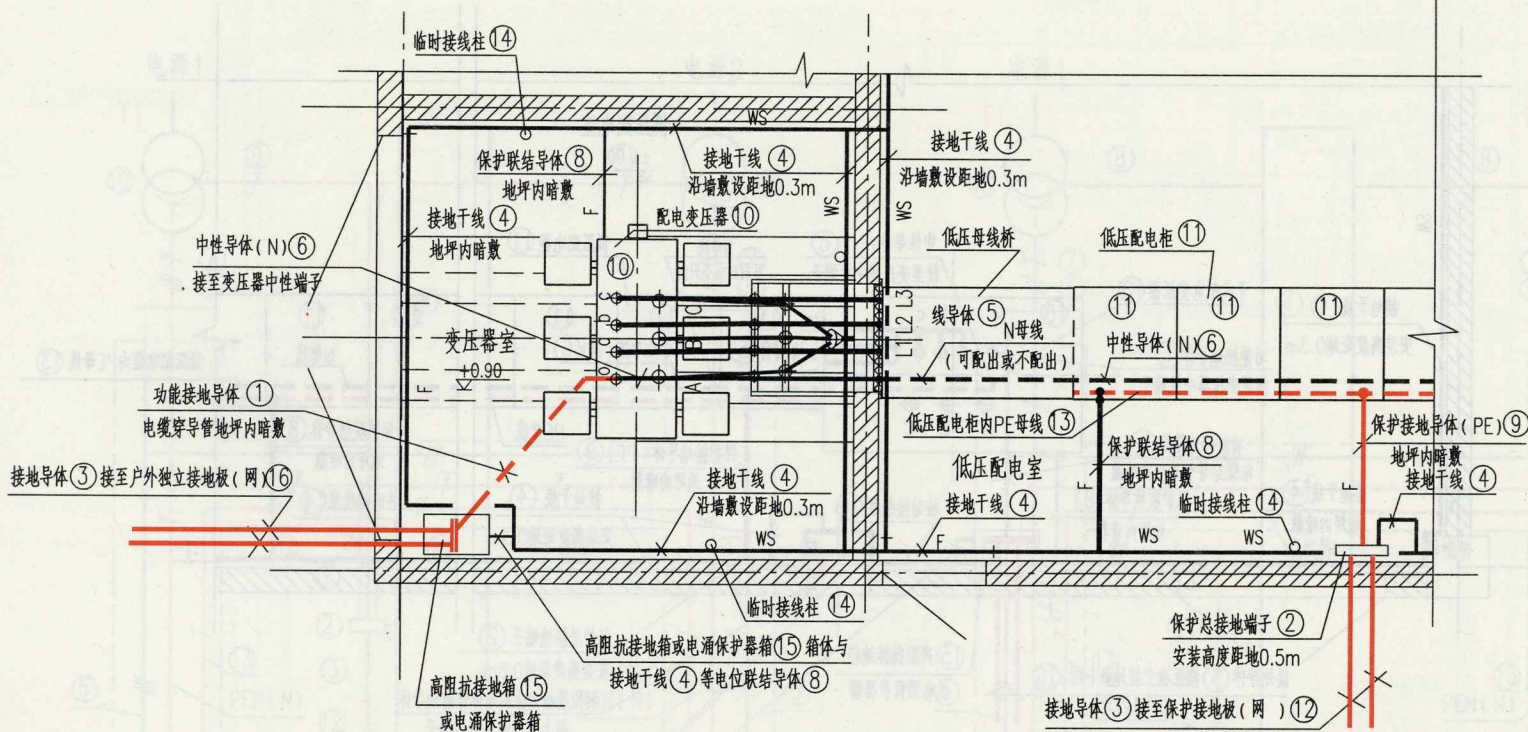 临时接线柱⑭
WS
保护联结导体⑧
地坪内暗敷
接地干线④
沿墙敷设距地0.3m
接地干线④
沿墙敷设距地0.3m
F
WS
WS
接地干线④
地坪内暗敷
配电变压器⑩
中性导体(N)⑥
接至变压器中性端子
⑩
低压母线桥
低压配电柜⑪
⑪
⑪
⑪
L1 L2 L3
线导体⑤
N母线
(可配出或不配出)
中性导体(N)⑥
变压器室
+0.90
F
c
b
a
o
C
B
A
功能接地导体①
电缆穿导管地坪内暗敷
低压配电柜内PE母线⑬
保护联结导体⑧
地坪内暗敷
保护接地导体(PE)⑨
地坪内暗敷
接地干线④
低压配电室
接地干线④
接地导体③接至户外独立接地极(网)⑯
接地干线④
沿墙敷设距地0.3m
F
F
临时接线柱⑭
WS
F
WS
WS
临时接线柱⑭
高阻抗接地箱或电涌保护器箱⑮箱体与
接地干线④等电位联结导体⑧
高阻抗接地箱⑮
或电涌保护器箱
保护总接地端子②
安装高度距地0.5m
接地导体③接至保护接地极(网 )⑫